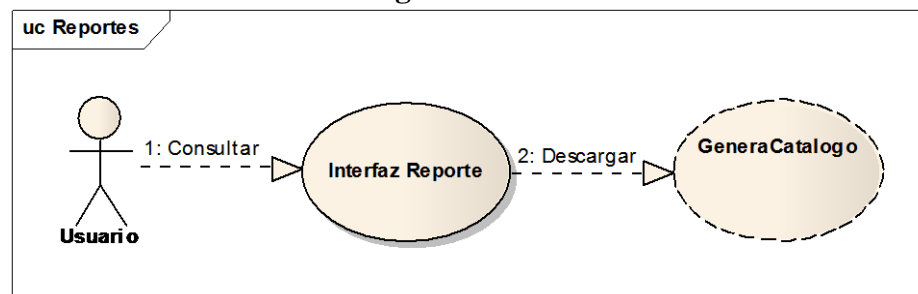 uc Reportes
1: Consultar
Interfaz Reporte
2: Descargar
GeneraCatalogo
Usuario